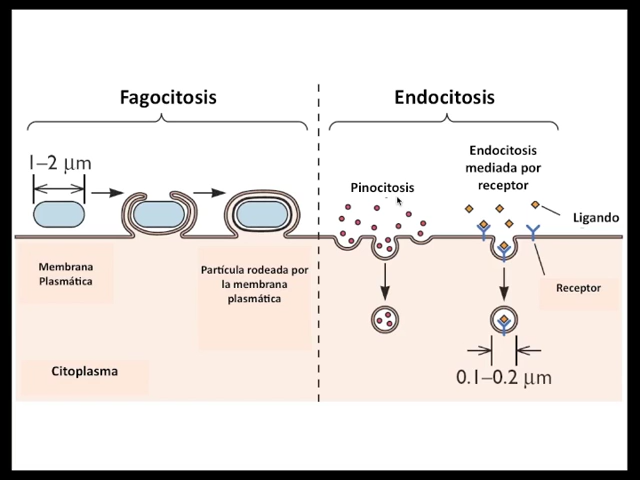 Fagocitosis
Endocitosis
1–2 μm
Pinocitosis
Endocitosis
mediada por
receptor
Ligando
Membrana
Plasmática
Partícula rodeada por
la membrana
plasmática
Receptor
Citoplasma
0.1–0.2 μm